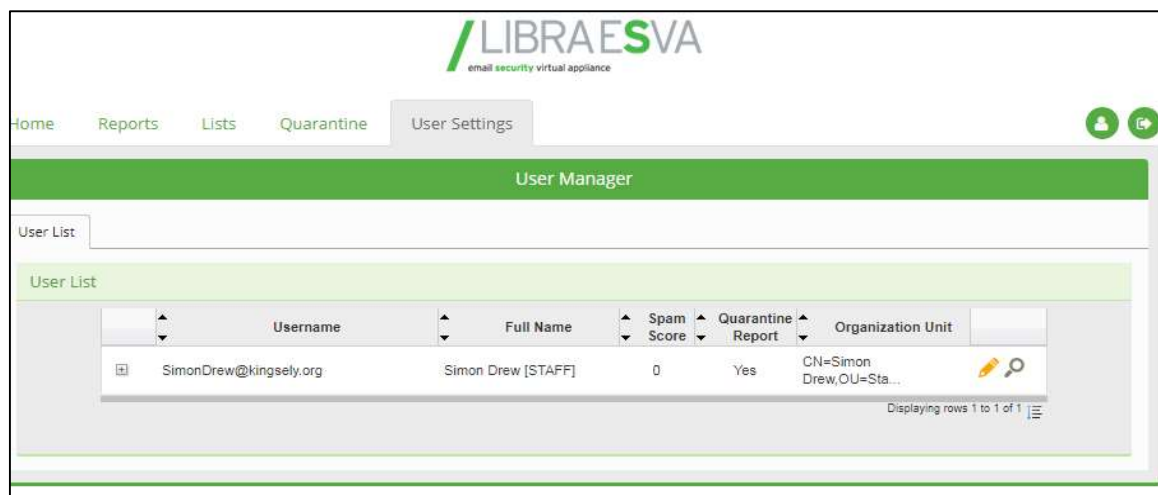 LIBRAESVA
email security virtual appliance
Home Reports Lists Quarantine User Settings
User Manager
User List
User List
Username Full Name Spam Score Quarantine Report Organization Unit
SimonDrew@kingsely.org Simon Drew [STAFF] 0 Yes CN=Simon Drew,OU=Sta...
Displaying rows 1 to 1 of 1